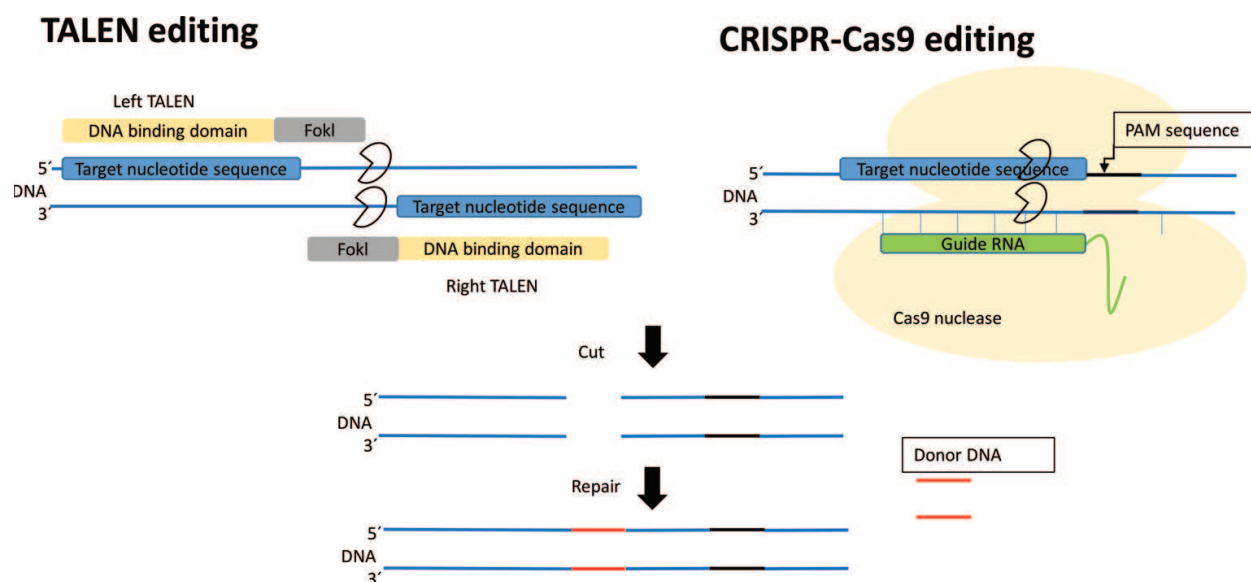 TALEN editing
CRISPR-Cas9 editing
Left TALEN
DNA binding domain
FokI
5´
Target nucleotide sequence
DNA
3´
Target nucleotide sequence
FokI
DNA binding domain
Right TALEN
PAM sequence
5´
Target nucleotide sequence
DNA
3´
Guide RNA
Cas9 nuclease
Cut
5´
DNA
3´
Donor DNA
Repair
5´
DNA
3´